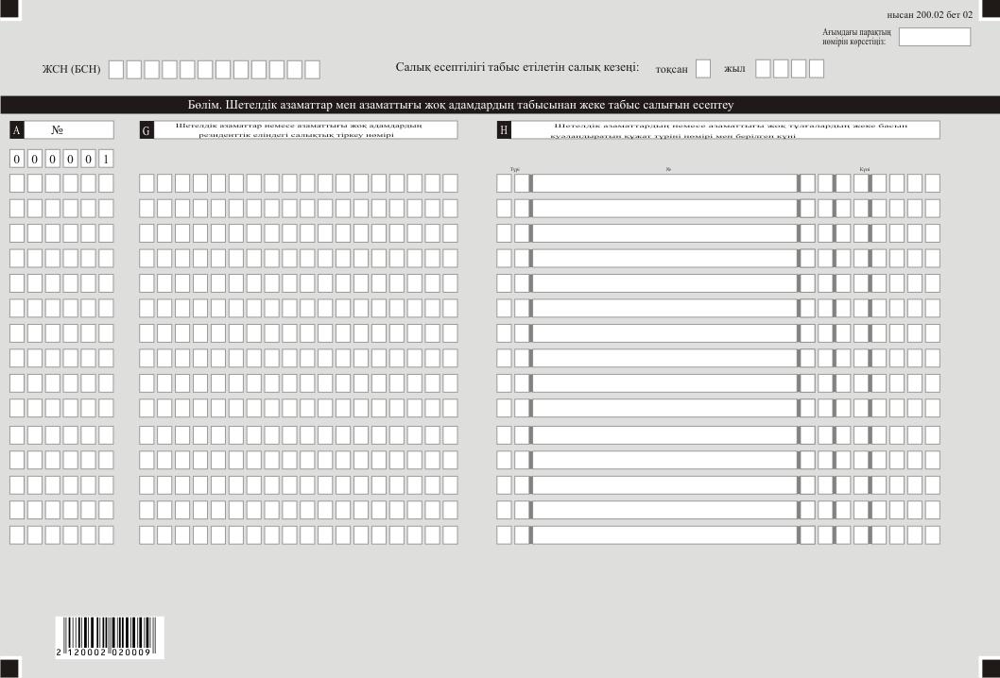 нысан 200.02 бет 02
Ағымдағы парақтың
нөмірін көрсетіңіз:
ЖСН (БСН)
Салық есептілігі табыс етілетін салық кезеңі:
тоқсан
жыл
Бөлім. Шетелдік азаматтар мен азаматтығы жоқ адамдардың табысынан жеке табыс салығын есептеу
A
№
G
Шетелдік азаматтар немесе азаматтығы жоқ адамдардың
резиденттік еліндегі салықтық тіркеу нөмірі
H
Шетелдік азаматтардың немесе азаматтығы жоқ тұлғалардың жеке басын
куәландыратын құжат түріні нөмірі мен берілген күні
0 0 0 0 0 1
Түрі
№
Күні
2 120002 020009